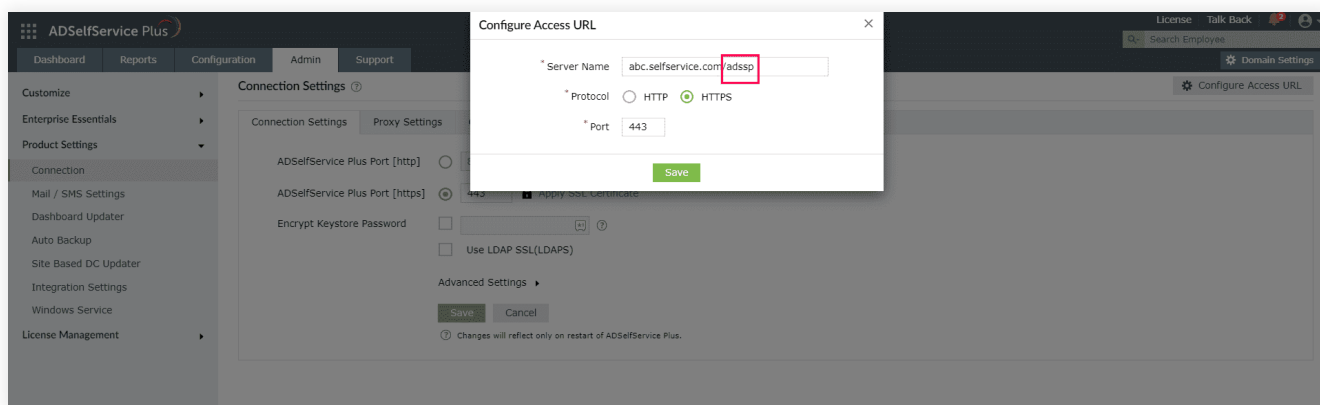 ADSelfService Plus
License Talk Back 2
Search Employee
Dashboard Reports Configuration Admin Support
Domain Settings
Configure Access URL
* Server Name abc.selfservice.com/adssp
* Protocol HTTP HTTPS
* Port 443
Save
Customize
Enterprise Essentials
Product Settings
Connection
Mail / SMS Settings
Dashboard Updater
Auto Backup
Site Based DC Updater
Integration Settings
Windows Service
License Management
Connection Settings
Configure Access URL
Connection Settings Proxy Settings
ADSelfService Plus Port [http]
ADSelfService Plus Port [https] 443 Apply SSL Certificate
Encrypt Keystore Password
Use LDAP SSL(LDAPS)
Advanced Settings
Save Cancel
Changes will reflect only on restart of ADSelfService Plus.